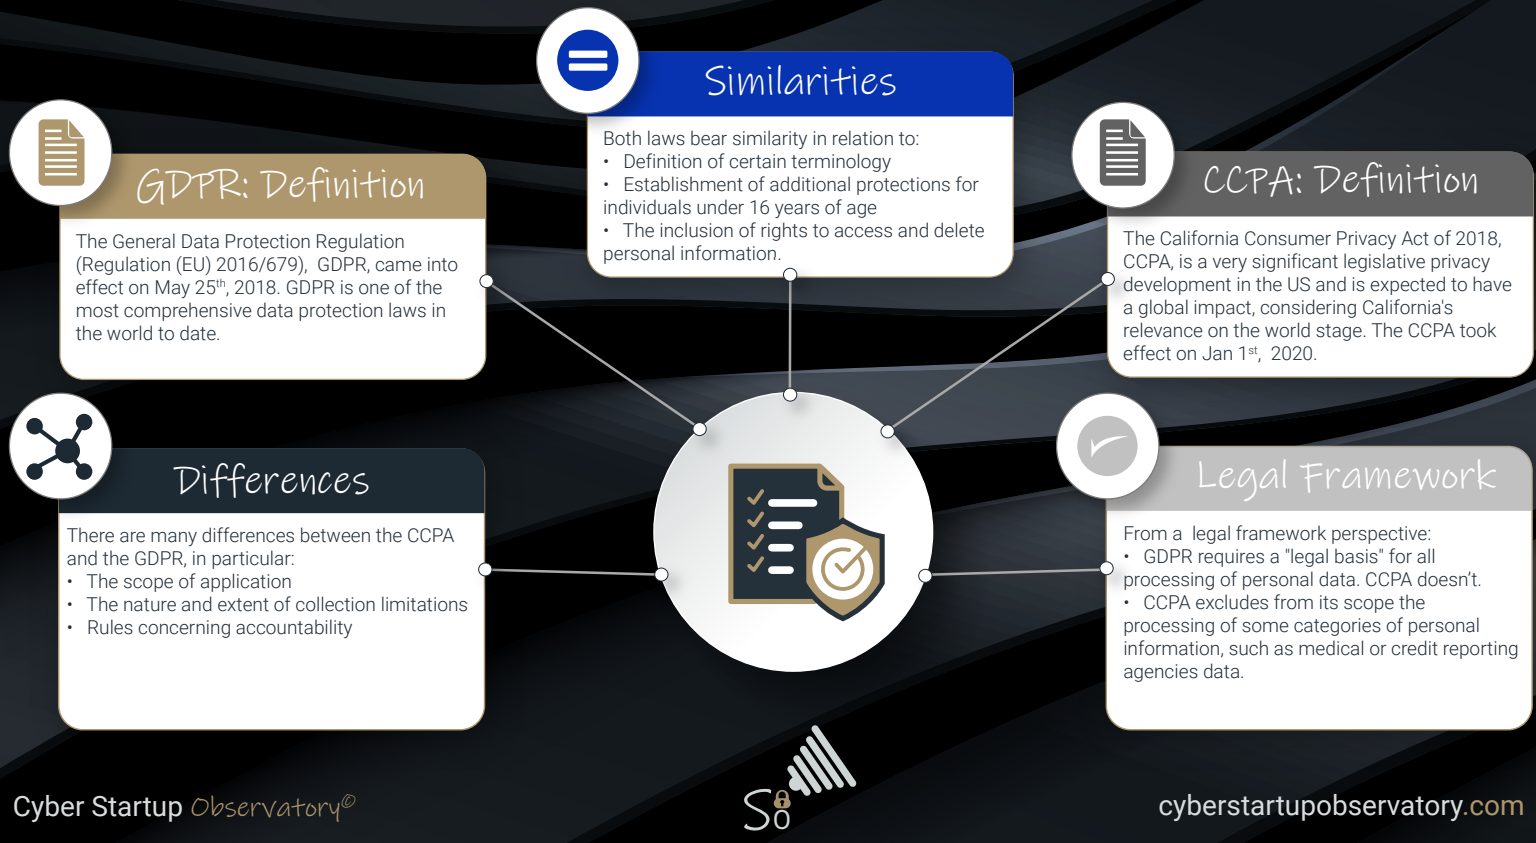 Similarities
Both laws bear similarity in relation to:
• Definition of certain terminology
• Establishment of additional protections for
individuals under 16 years of age
• The inclusion of rights to access and delete
personal information.
GDPR: Definition
The General Data Protection Regulation
(Regulation (EU) 2016/679), GDPR, came into
effect on May 25th, 2018. GDPR is one of the
most comprehensive data protection laws in
the world to date.
CCPA: Definition
The California Consumer Privacy Act of 2018,
CCPA, is a very significant legislative privacy
development in the US and is expected to have
a global impact, considering California's
relevance on the world stage. The CCPA took
effect on Jan 1st, 2020.
Differences
There are many differences between the CCPA
and the GDPR, in particular:
• The scope of application
• The nature and extent of collection limitations
• Rules concerning accountability
Legal Framework
From a legal framework perspective:
• GDPR requires a "legal basis" for all
processing of personal data. CCPA doesn't.
• CCPA excludes from its scope the
processing of some categories of personal
information, such as medical or credit reporting
agencies data.
Cyber Startup Observatory©
So
cyberstartupobservatory.com